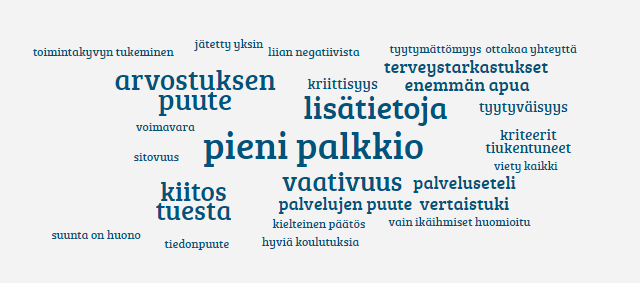 jätetty yksin
toimintakyvyn tukeminen
liian negatiivista
tyytymättömyys
ottakaa yhteyttä
terveystarkastukset
arvostuksen
puute
kriittisyys
enemmän apua
lisätietoja
tyytyväisyys
voimavara
kriteerit
tiukentuneet
sitovuus
pieni palkkio
viety kaikki
kiitos
tuesta
vaativuus
palveluseteli
palvelujen puute
vertaistuki
kielteinen päätös
vain ikäihmiset huomioitu
suunta on huono
tiedonpuute
hyviä koulutuksia